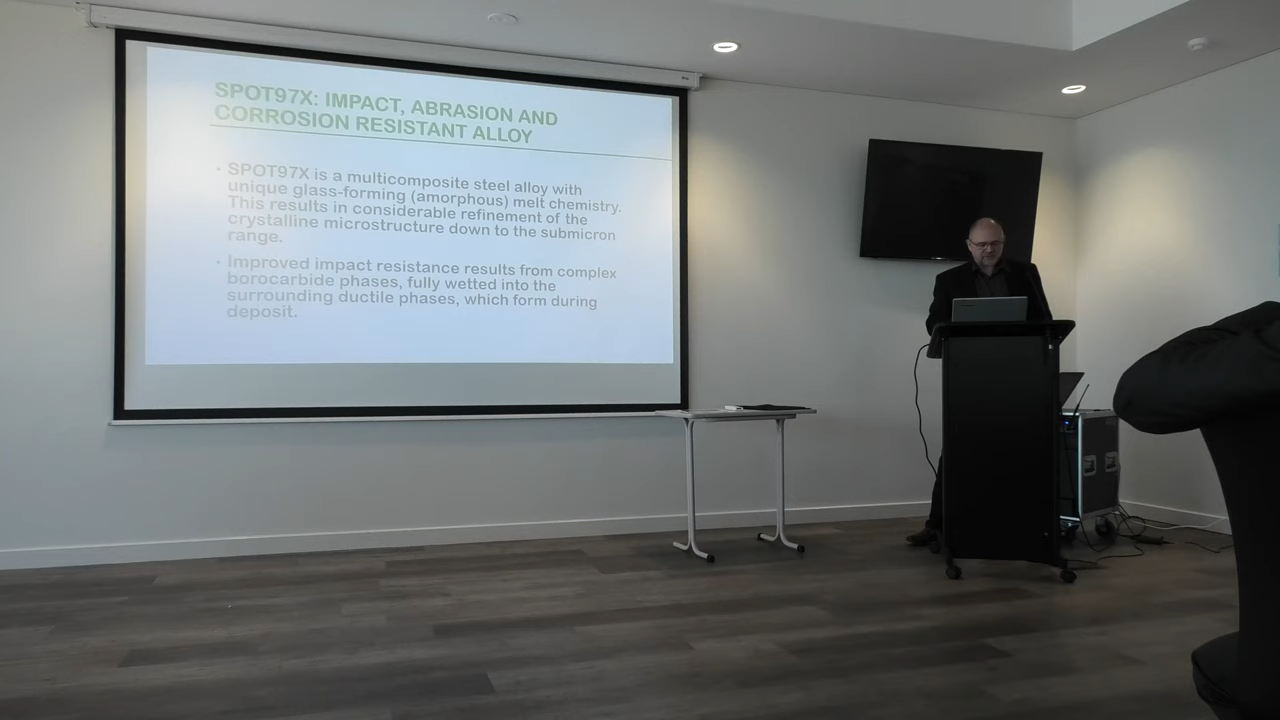 SPOT97X: IMPACT, ABRASION AND
CORROSION RESISTANT ALLOY
• SPOT97X is a multicomposite steel alloy with
unique glass-forming (amorphous) melt chemistry.
This results in considerable refinement of the
crystalline microstructure down to the submicron
range.
• Improved impact resistance results from complex
borocarbide phases, fully wetted into the
surrounding ductile phases, which form during
deposit.